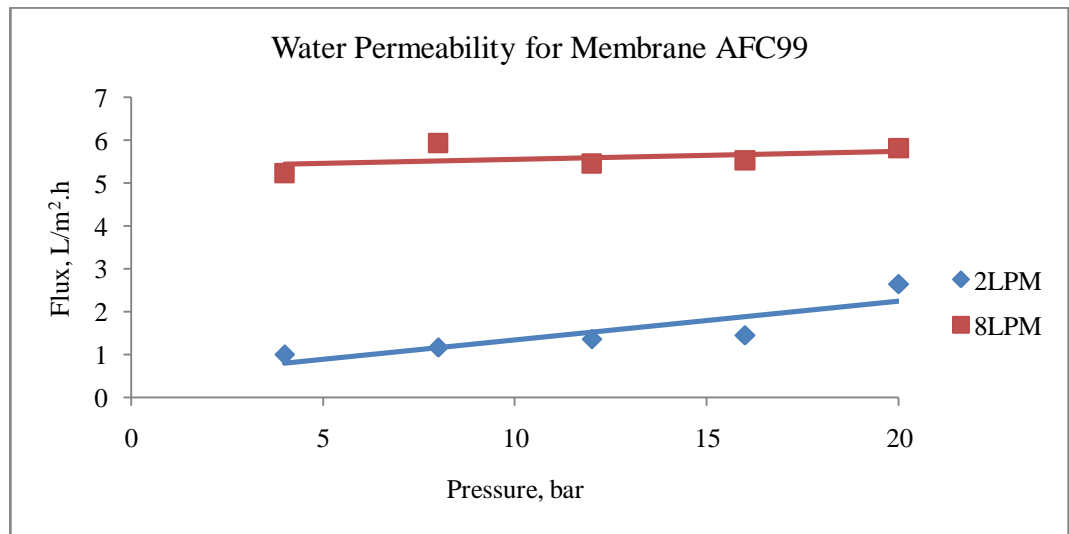 Water Permeability for Membrane AFC99
7
6
5
4
3
2
1
0
Flux, L/m².h
0 5 10 15 20
Pressure, bar
2LPM
8LPM